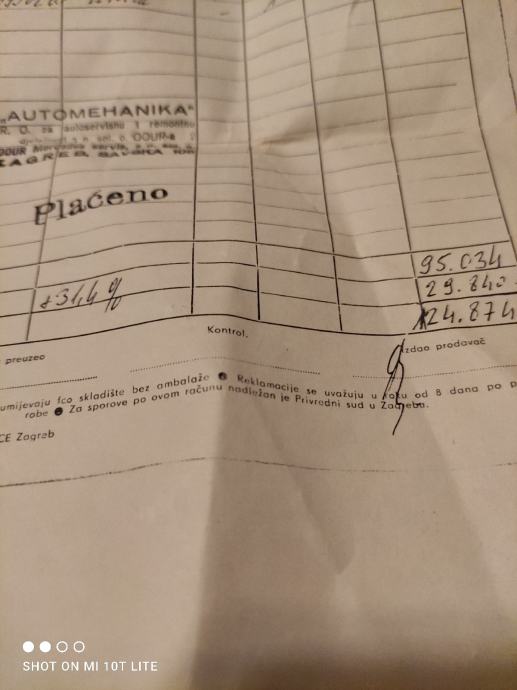 „AUTOMEHANIKA“
R. O. za autoservisnu i remontnu
ZAGREB, SAVSKA
Plaćeno
95.034
29.840
+31,4 %
124.874
Kontrol.
preuzeo
Izdao prodavač
umijevaju fco skladište bez ambalaže ● Reklamacije se uvažuju u roku od 8 dana po p
robe ● Za sporove po ovom računu nadležan je Privredni sud u Zagrebu.
CE Zagreb
SHOT ON MI 10T LITE